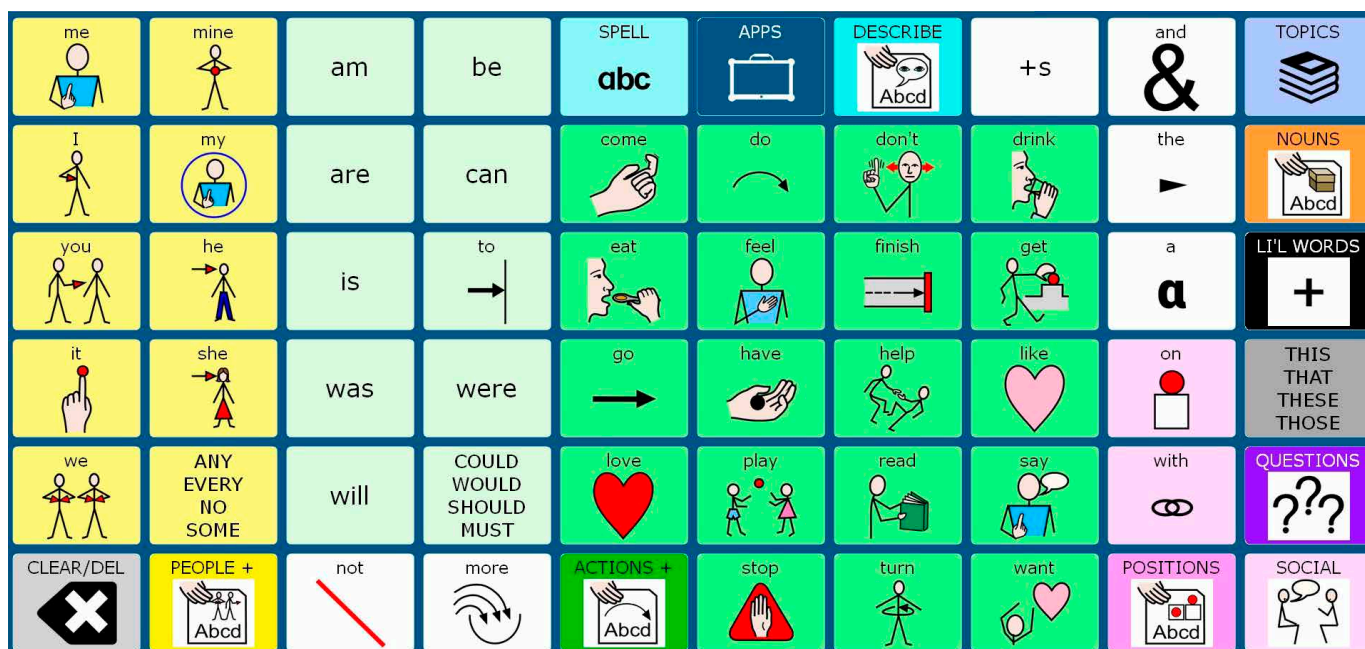 me
mine
am
be
SPELL
abc
APPS
DESCRIBE
Abcd
+s
and
&
TOPICS
I
my
are
can
come
do
don't
drink
the
NOUNS
Abcd
you
he
is
to
eat
feel
finish
get
a
a
LI'L WORDS
+
it
she
was
were
go
have
help
like
on
THIS
THAT
THESE
THOSE
we
ANY
EVERY
NO
SOME
will
COULD
WOULD
SHOULD
MUST
love
play
read
say
with
QUESTIONS
???
CLEAR/DEL
PEOPLE +
Abcd
not
more
ACTIONS +
Abcd
stop
turn
want
POSITIONS
Abcd
SOCIAL